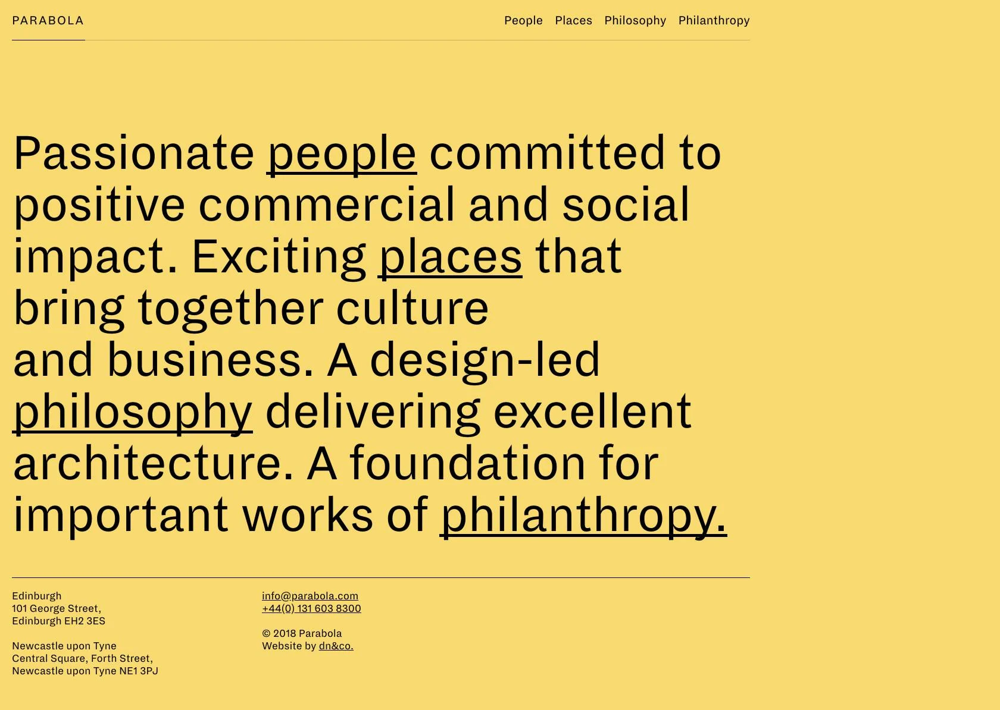 PARABOLA
People Places Philosophy Philanthropy
Passionate people committed to
positive commercial and social
impact. Exciting places that
bring together culture
and business. A design-led
philosophy delivering excellent
architecture. A foundation for
important works of philanthropy.
Edinburgh
101 George Street,
Edinburgh EH2 3ES
Newcastle upon Tyne
Central Square, Forth Street,
Newcastle upon Tyne NE1 3PJ
info@parabola.com
+44(0) 131 603 8300
© 2018 Parabola
Website by dn&co.